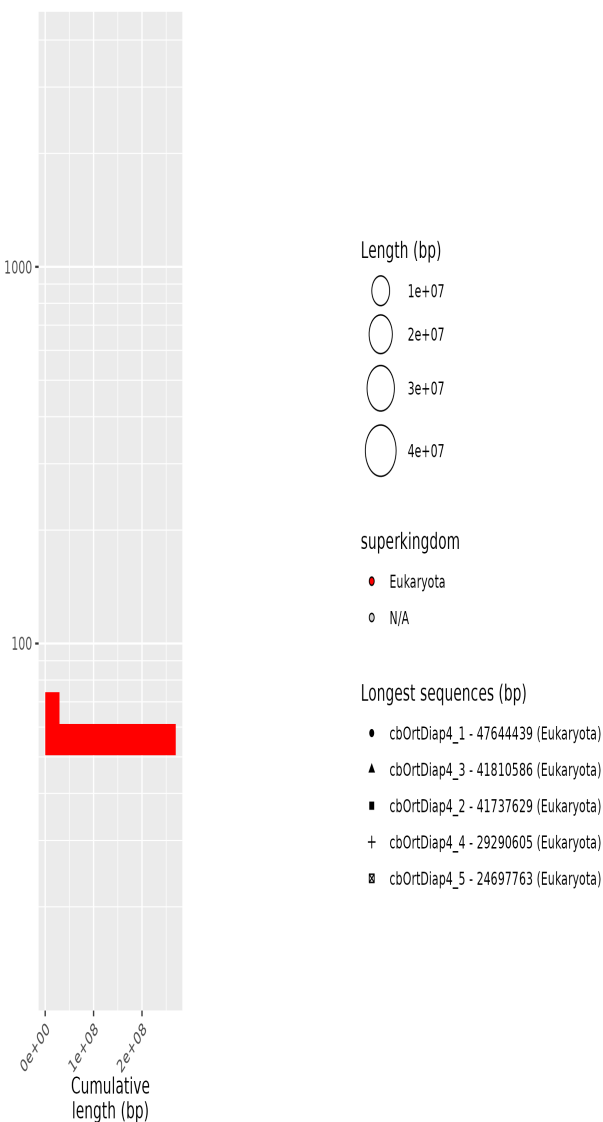 Length (bp)
1000
1e+07
2e+07
3e+07
4e+07
superkingdom
Eukaryota
N/A
100
Longest sequences (bp)
cbOrtDiap4_1 - 47644439 (Eukaryota)
cbOrtDiap4_3 - 41810586 (Eukaryota)
cbOrtDiap4_2 - 41737629 (Eukaryota)
cbOrtDiap4_4 - 29290605 (Eukaryota)
cbOrtDiap4_5 - 24697763 (Eukaryota)
0e+00
1e+08
2e+08
Cumulative
length (bp)